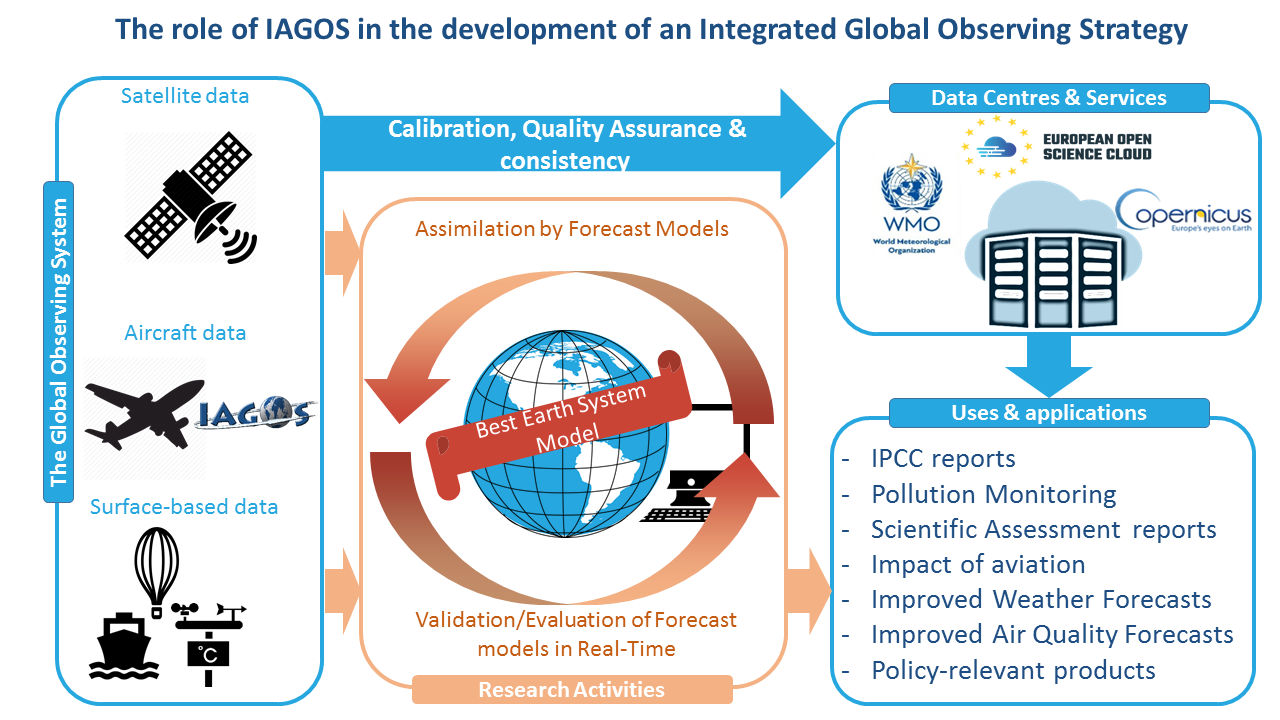 The role of IAGOS in the development of an Integrated Global Observing Strategy
The Global Observing System
Satellite data
Aircraft data
IAGOS
Surface-based data
°C
Calibration, Quality Assurance &
consistency
Assimilation by Forecast Models
Best Earth System
Model
Validation/Evaluation of Forecast
models in Real-Time
Research Activities
Data Centres & Services
EUROPEAN OPEN
SCIENCE CLOUD
WMO
World Meteorological
Organization
opernicus
Europe's eyes on Earth
Uses & applications
- IPCC reports
- Pollution Monitoring
- Scientific Assessment reports
- Impact of aviation
- Improved Weather Forecasts
- Improved Air Quality Forecasts
- Policy-relevant products